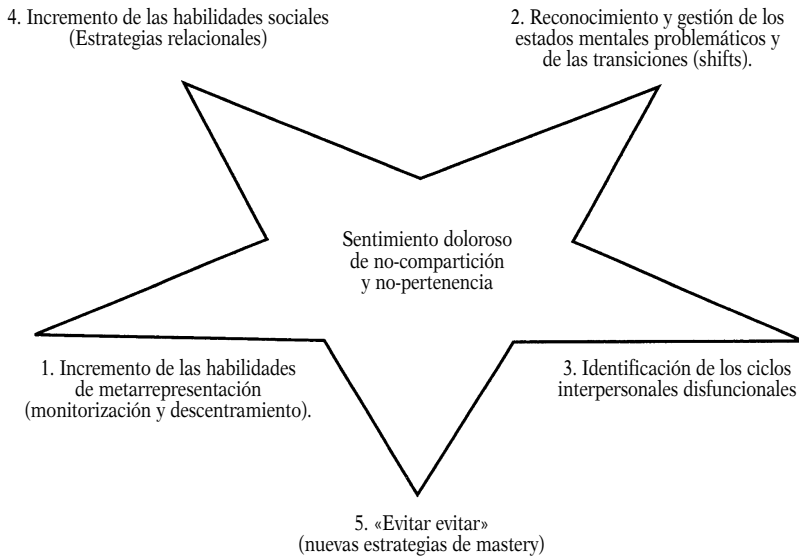 4. Incremento de las habilidades sociales
(Estrategias relacionales)
2. Reconocimiento y gestión de los
estados mentales problemáticos y
de las transiciones (shifts).
Sentimiento doloroso
de no-compartición
y no-pertenencia
1. Incremento de las habilidades
de metarrepresentación
(monitorización y descentramiento).
3. Identificación de los ciclos
interpersonales disfuncionales
5. «Evitar evitar»
(nuevas estrategias de mastery)